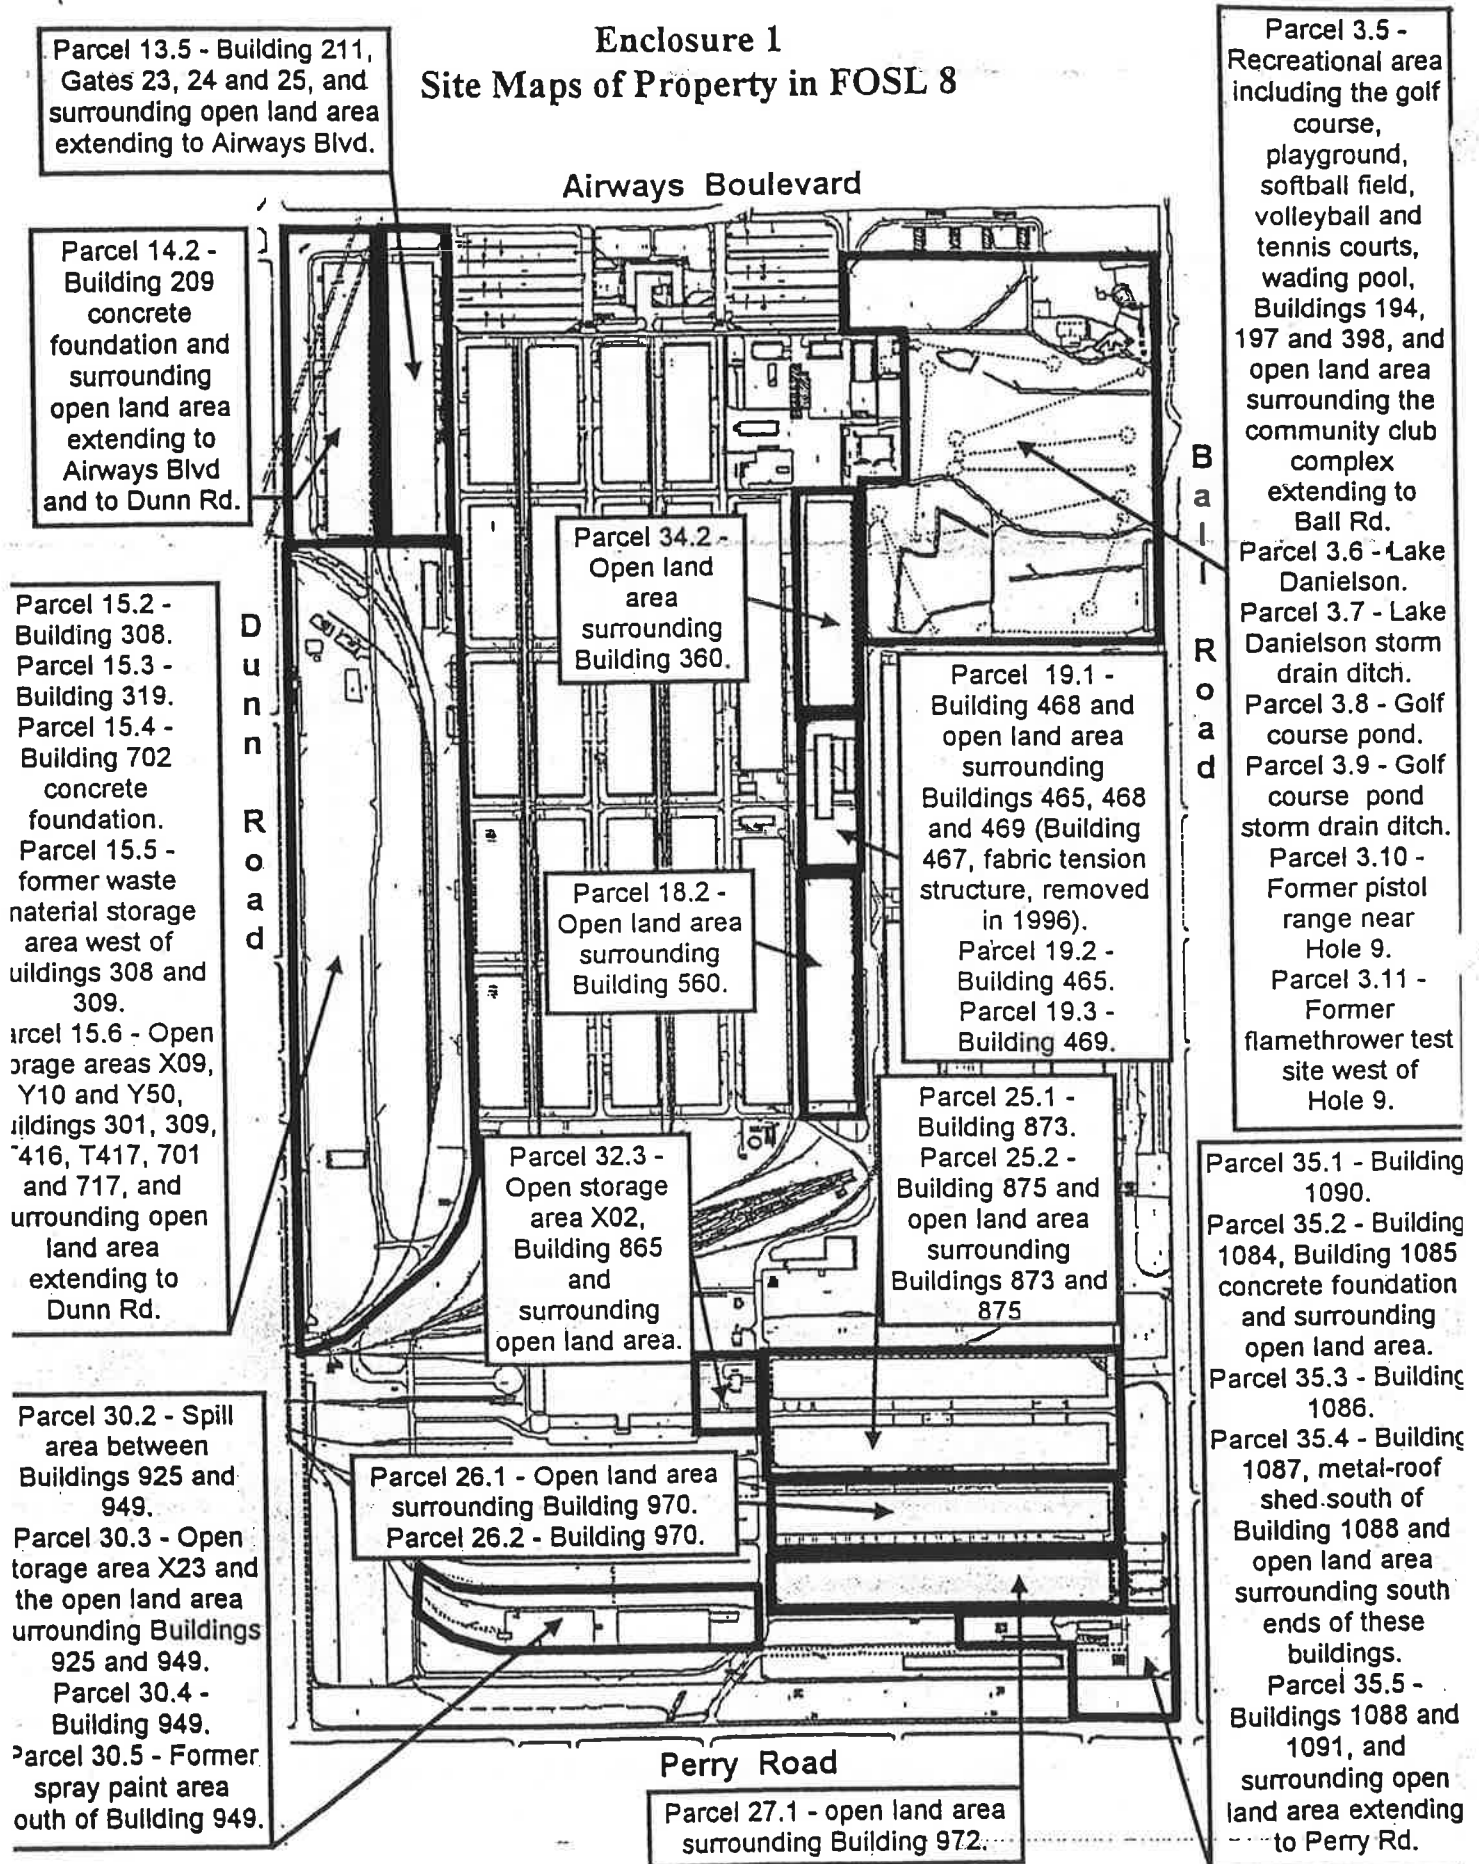 Enclosure 1
Site Maps of Property in FOSL 8
Parcel 13.5 - Building 211,
Gates 23, 24 and 25, and
surrounding open land area
extending to Airways Blvd.
Airways Boulevard
Parcel 14.2 -
Building 209
concrete
foundation and
surrounding
open land area
extending to
Airways Blvd
and to Dunn Rd.
Parcel 3.5 -
Recreational area
including the golf
course,
playground,
softball field,
volleyball and
tennis courts,
wading pool,
Buildings 194,
197 and 398, and
open land area
surrounding the
community club
complex
extending to
Ball Rd.
Parcel 3.6 - Lake
Danielson.
Parcel 3.7 - Lake
Danielson storm
drain ditch.
Parcel 3.8 - Golf
course pond.
Parcel 3.9 - Golf
course pond
storm drain ditch.
Parcel 3.10 -
Former pistol
range near
Hole 9.
Parcel 3.11 -
Former
flamethrower test
site west of
Hole 9.
Ball Road
Dunn Road
Parcel 34.2 -
Open land
area
surrounding
Building 360.
Parcel 15.2 -
Building 308.
Parcel 15.3 -
Building 319.
Parcel 15.4 -
Building 702
concrete
foundation.
Parcel 15.5 -
former waste
naterial storage
area west of
uildings 308 and
309.
arcel 15.6 - Open
orage areas X09,
Y10 and Y50,
uildings 301, 309,
T416, T417, 701
and 717, and
urrounding open
land area
extending to
Dunn Rd.
Parcel 19.1 -
Building 468 and
open land area
surrounding
Buildings 465, 468
and 469 (Building
467, fabric tension
structure, removed
in 1996).
Parcel 19.2 -
Building 465.
Parcel 19.3 -
Building 469.
Parcel 18.2 -
Open land area
surrounding
Building 560.
Parcel 25.1 -
Building 873.
Parcel 25.2 -
Building 875 and
open land area
surrounding
Buildings 873 and
875
Parcel 32.3 -
Open storage
area X02,
Building 865
and
surrounding
open land area.
Parcel 35.1 - Building
1090.
Parcel 35.2 - Building
1084, Building 1085
concrete foundation
and surrounding
open land area.
Parcel 35.3 - Building
1086.
Parcel 35.4 - Building
1087, metal-roof
shed south of
Building 1088 and
open land area
surrounding south
ends of these
buildings.
Parcel 35.5 -
Buildings 1088 and
1091, and
surrounding open
land area extending
to Perry Rd.
Parcel 30.2 - Spill
area between
Buildings 925 and
949.
Parcel 30.3 - Open
torage area X23 and
the open land area
urrounding Buildings
925 and 949.
Parcel 30.4 -
Building 949.
Parcel 30.5 - Former
spray paint area
outh of Building 949.
Parcel 26.1 - Open land area
surrounding Building 970.
Parcel 26.2 - Building 970.
Perry Road
Parcel 27.1 - open land area
surrounding Building 972.